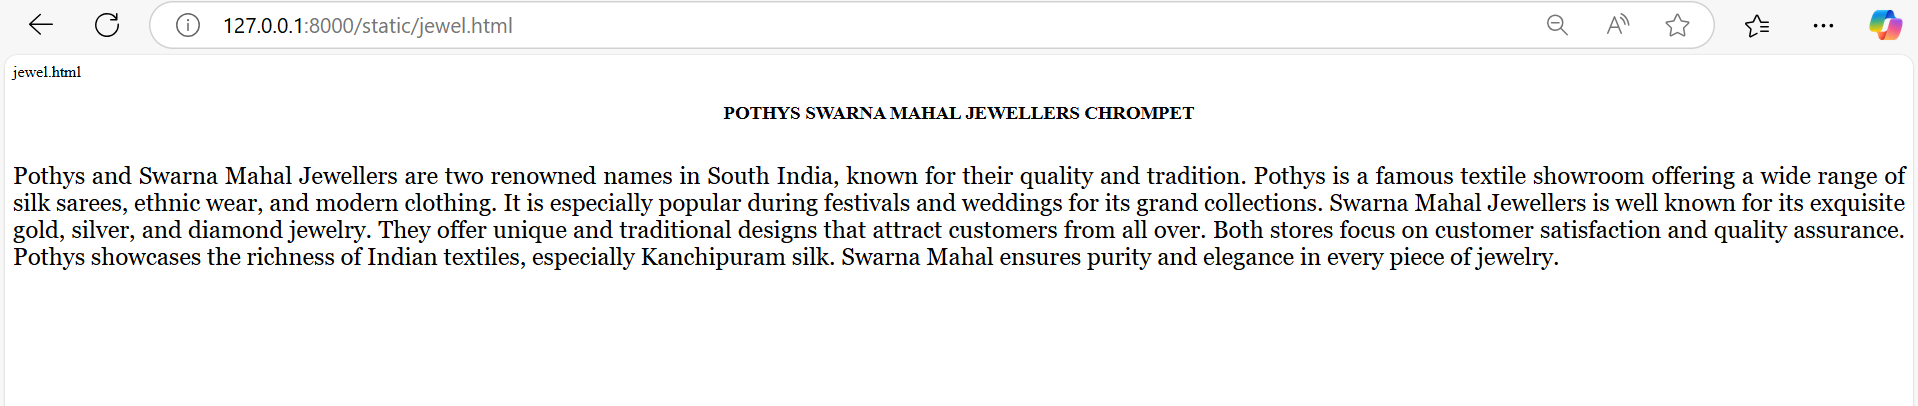 127.0.0.1:8000/static/jewel.html
jewel.html
POTHYS SWARNA MAHAL JEWELLERS CHROMPET
Pothys and Swarna Mahal Jewellers are two renowned names in South India, known for their quality and tradition. Pothys is a famous textile showroom offering a wide range of
silk sarees, ethnic wear, and modern clothing. It is especially popular during festivals and weddings for its grand collections. Swarna Mahal Jewellers is well known for its exquisite
gold, silver, and diamond jewelry. They offer unique and traditional designs that attract customers from all over. Both stores focus on customer satisfaction and quality assurance.
Pothys showcases the richness of Indian textiles, especially Kanchipuram silk. Swarna Mahal ensures purity and elegance in every piece of jewelry.